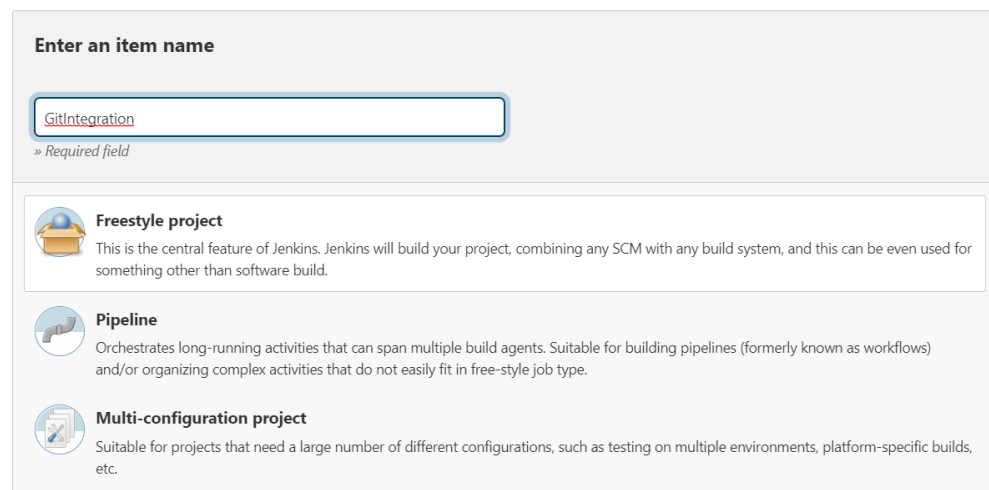 Enter an item name
GitIntegration
» Required field
Freestyle project
This is the central feature of Jenkins. Jenkins will build your project, combining any SCM with any build system, and this can be even used for
something other than software build.
Pipeline
Orchestrates long-running activities that can span multiple build agents. Suitable for building pipelines (formerly known as workflows)
and/or organizing complex activities that do not easily fit in free-style job type.
Multi-configuration project
Suitable for projects that need a large number of different configurations, such as testing on multiple environments, platform-specific builds,
etc.